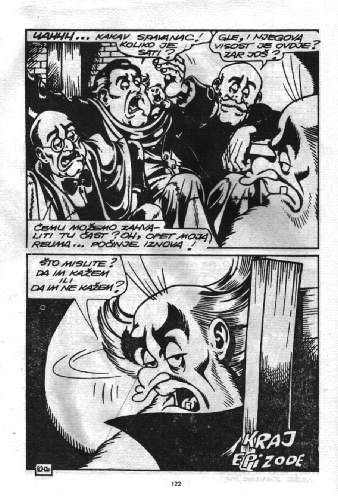 UAHHH... KAKAV SPAVANAC!
KOLIKO JE
SATI?
GLE, I NJEGOVA
VISOST JE OVDJE?
ZAR JOŠ?
ČEMU MOŽEMO ZAHVA-
LITI TU ČAST? OH, OPET MOJA
REUMA... POČINJE IZNOVA!
ŠTO MISLITE?
DA IM KAŽEM
ILI
DA IM NE KAŽEM?
KRAJ
EPIZODE
122